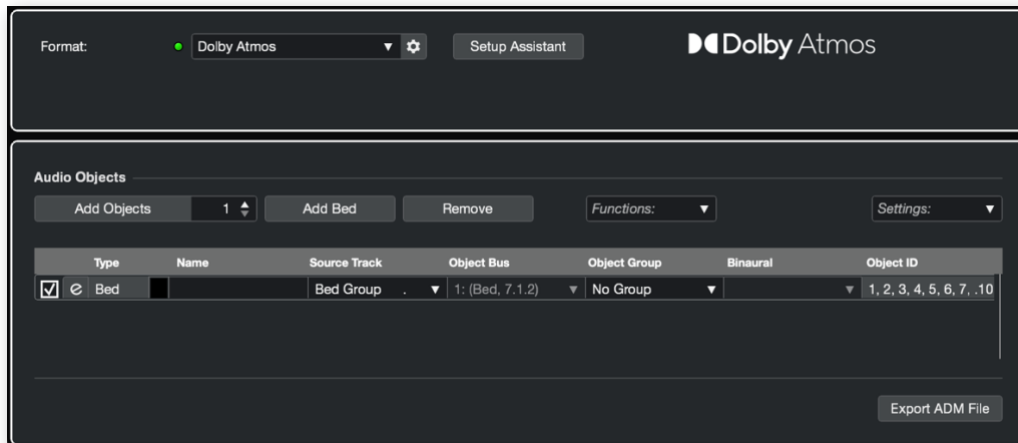 Format:
Dolby Atmos
Setup Assistant
Dolby Atmos
Audio Objects
Add Objects 1 Add Bed Remove Functions: Settings:
Type Name Source Track Object Bus Object Group Binaural Object ID
e Bed Bed Group . 1: (Bed, 7.1.2) No Group 1, 2, 3, 4, 5, 6, 7, .10
Export ADM File